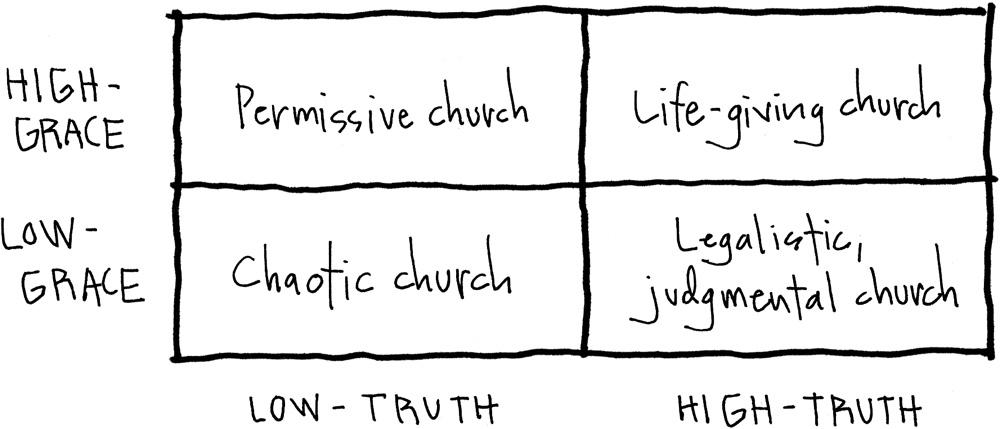 HIGH-
GRACE
Permissive church
Life-giving church
LOW-
GRACE
Chaotic church
Legalistic,
judgmental church
LOW-TRUTH
HIGH-TRUTH